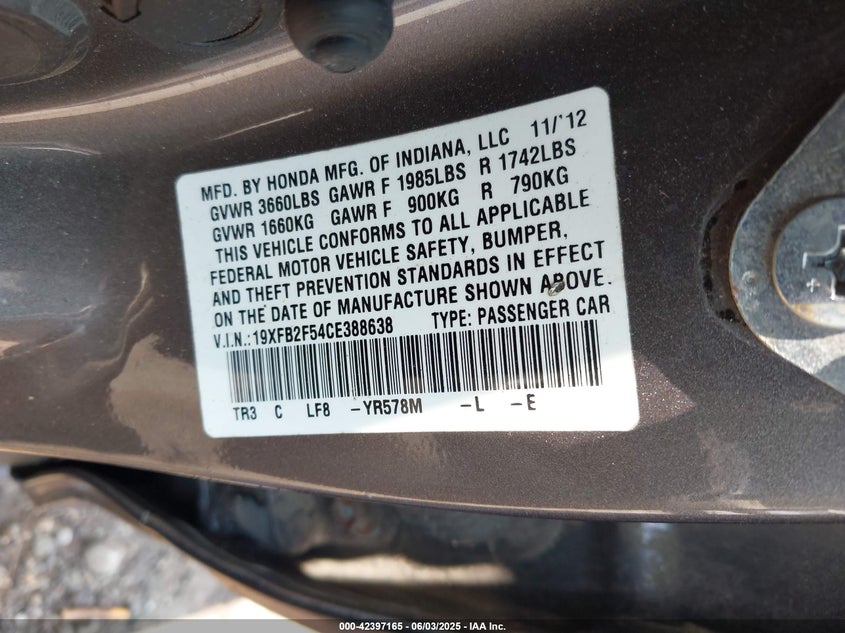 MFD. BY HONDA MFG. OF INDIANA, LLC 11/'12
GVWR 3660LBS GAWR F 1985LBS R 1742LBS
GVWR 1660KG GAWR F 900KG R 790KG
THIS VEHICLE CONFORMS TO ALL APPLICABLE
FEDERAL MOTOR VEHICLE SAFETY, BUMPER,
AND THEFT PREVENTION STANDARDS IN EFFECT
ON THE DATE OF MANUFACTURE SHOWN ABOVE.
V.I.N.:19XFB2F54CE388638 TYPE: PASSENGER CAR
TR3 C LF8 -YR578M -L -E
000-42397165 | 06/03/2025 - IAA Inc.